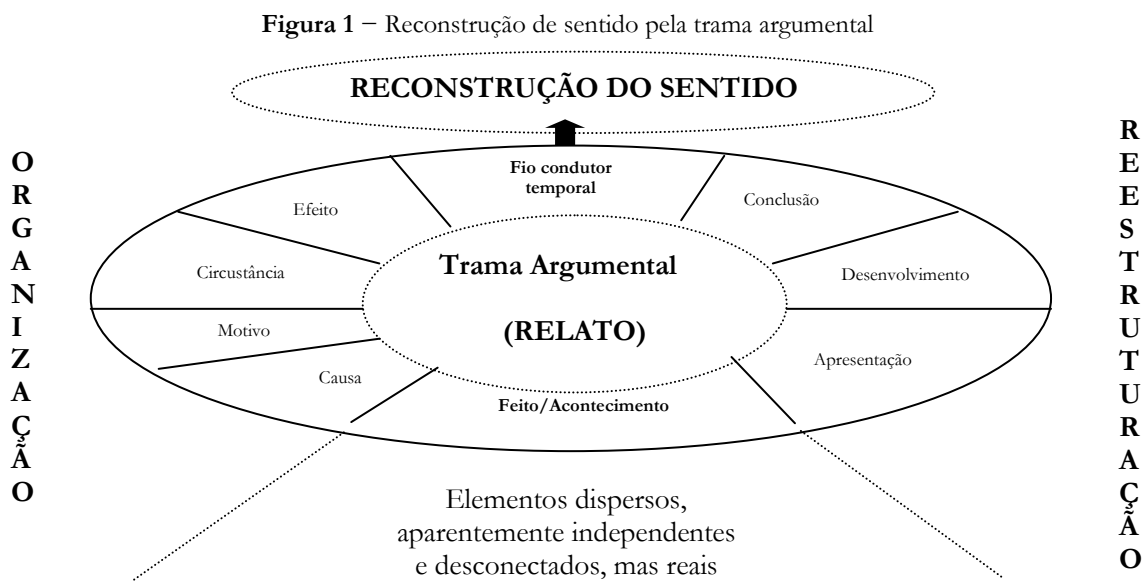 Figura 1 − Reconstrução de sentido pela trama argumental
RECONSTRUÇÃO DO SENTIDO
ORGANIZAÇÃO
REESTRUTURAÇÃO
Fio condutor
temporal
Efeito
Conclusão
Circustância
Desenvolvimento
Trama Argumental
(RELATO)
Motivo
Apresentação
Causa
Feito/Acontecimento
Elementos dispersos,
aparentemente independentes
e desconectados, mas reais